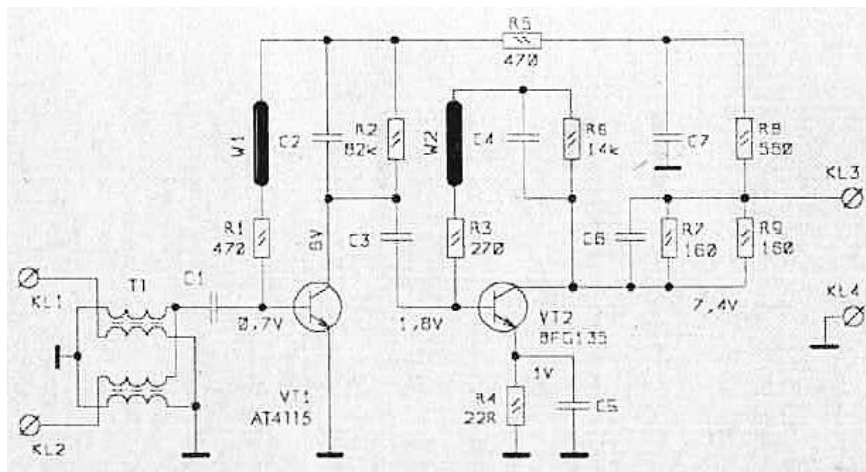 R5
470
W1
C2
R2
82k
W2
C4
R6
14k
C7
R8
560
KL3
R1
470
6V
C3
R3
270
C6
R7
160
R9
160
T1
C1
KL1
0,7V
1,8V
VT2
BFG135
7,4V
KL4
1V
VT1
AT4115
R4
22R
C5
KL2